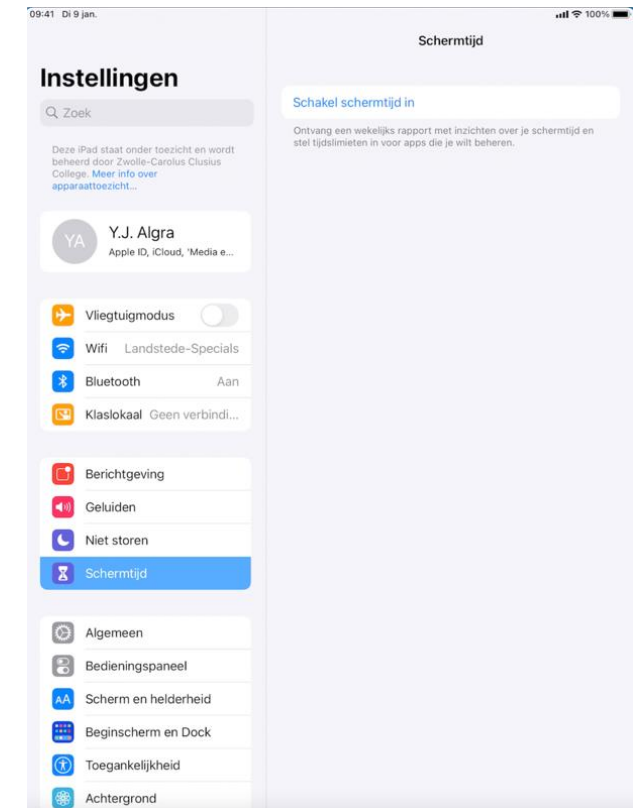 09:41 Di 9 jan.
100%
Instellingen
Zoek
Deze iPad staat onder toezicht en wordt
beheerd door Zwolle-Carolus Clusius
College. Meer info over
apparaattoezicht...
YA
Y.J. Algra
Apple ID, iCloud, 'Media e...
Vliegtuigmodus
Wifi Landstede-Specials
Bluetooth Aan
Klaslokaal Geen verbindi...
Berichtgeving
Geluiden
Niet storen
Schermtijd
Algemeen
Bedieningspaneel
AA Scherm en helderheid
Beginscherm en Dock
Toegankelijkheid
Achtergrond
Schermtijd
Schakel schermtijd in
Ontvang een wekelijks rapport met inzichten over je schermtijd en
stel tijdslimieten in voor apps die je wilt beheren.